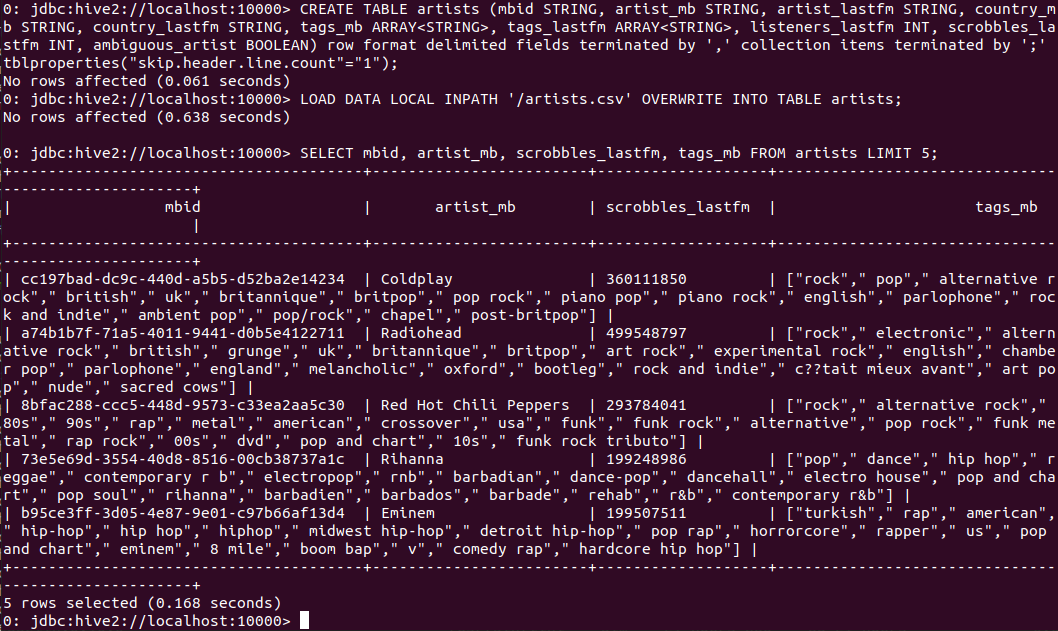 0: jdbc:hive2://localhost:10000> CREATE TABLE artists (mbid STRING, artist_mb STRING, artist_lastfm STRING, country_m
b STRING, country_lastfm STRING, tags_mb ARRAY<STRING>, tags_lastfm ARRAY<STRING>, listeners_lastfm INT, scrobbles_la
stfm INT, ambiguous_artist BOOLEAN) row format delimited fields terminated by ',' collection items terminated by ';'
tblproperties("skip.header.line.count"="1");
No rows affected (0.061 seconds)
0: jdbc:hive2://localhost:10000> LOAD DATA LOCAL INPATH '/artists.csv' OVERWRITE INTO TABLE artists;
No rows affected (0.638 seconds)
0: jdbc:hive2://localhost:10000> SELECT mbid, artist_mb, scrobbles_lastfm, tags_mb FROM artists LIMIT 5;
+---------------------------------------+------------------------+-------------------+------------------------------
---------------------+
| mbid | artist_mb | scrobbles_lastfm | tags_mb
|
+---------------------------------------+------------------------+-------------------+------------------------------
---------------------+
| cc197bad-dc9c-440d-a5b5-d52ba2e14234 | Coldplay | 360111850 | ["rock"," pop"," alternative r
ock"," british"," uk"," britannique"," britpop"," pop rock"," piano pop"," piano rock"," english"," parlophone"," roc
k and indie"," ambient pop"," pop/rock"," chapel"," post-britpop"] |
| a74b1b7f-71a5-4011-9441-d0b5e4122711 | Radiohead | 499548797 | ["rock"," electronic"," altern
ative rock"," british"," grunge"," uk"," britannique"," britpop"," art rock"," experimental rock"," english"," chambe
r pop"," parlophone"," england"," melancholic"," oxford"," bootleg"," rock and indie"," c??tait mieux avant"," art po
p"," nude"," sacred cows"] |
| 8bfac288-ccc5-448d-9573-c33ea2aa5c30 | Red Hot Chili Peppers | 293784041 | ["rock"," alternative rock","
80s"," 90s"," rap"," metal"," american"," crossover"," usa"," funk"," funk rock"," alternative"," pop rock"," funk me
tal"," rap rock"," 00s"," dvd"," pop and chart"," 10s"," funk rock tributo"] |
| 73e5e69d-3554-40d8-8516-00cb38737a1c | Rihanna | 199248986 | ["pop"," dance"," hip hop"," r
eggae"," contemporary r b"," electropop"," rnb"," barbadian"," dance-pop"," dancehall"," electro house"," pop and cha
rt"," pop soul"," rihanna"," barbadien"," barbados"," barbade"," rehab"," r&b"," contemporary r&b"] |
| b95ce3ff-3d05-4e87-9e01-c97b66af13d4 | Eminem | 199507511 | ["turkish"," rap"," american",
" hip-hop"," hip hop"," hiphop"," midwest hip-hop"," detroit hip-hop"," pop rap"," horrorcore"," rapper"," us"," pop
and chart"," eminem"," 8 mile"," boom bap"," v"," comedy rap"," hardcore hip hop"] |
+---------------------------------------+------------------------+-------------------+------------------------------
---------------------+
5 rows selected (0.168 seconds)
0: jdbc:hive2://localhost:10000>